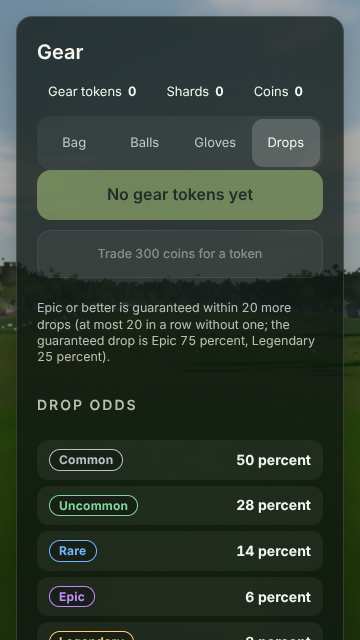 Gear
Gear tokens 0 Shards 0 Coins 0
Bag Balls Gloves Drops
No gear tokens yet
Trade 300 coins for a token
Epic or better is guaranteed within 20 more
drops (at most 20 in a row without one; the
guaranteed drop is Epic 75 percent, Legendary
25 percent).
DROP ODDS
Common 50 percent
Uncommon 28 percent
Rare 14 percent
Epic 6 percent
Legendary 2 percent